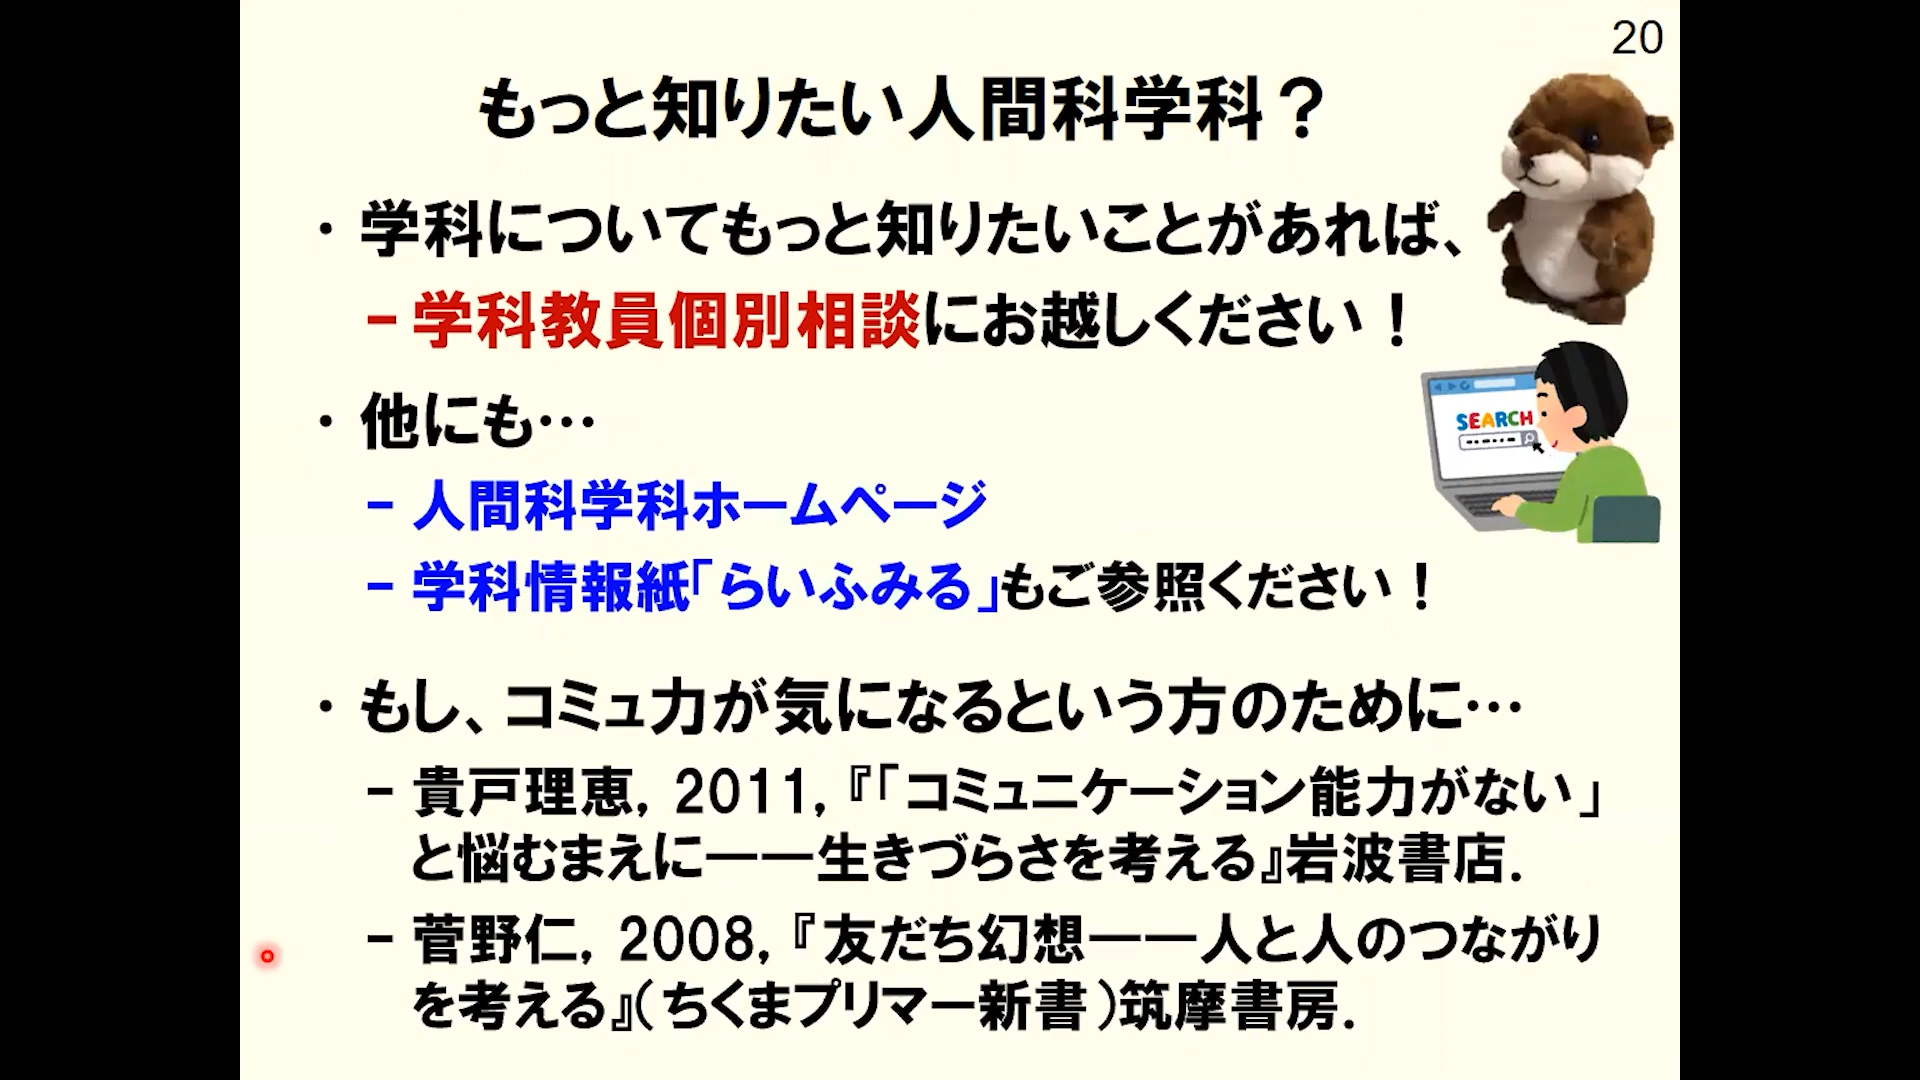 20
もっと知りたい人間科学科？
・学科についてもっと知りたいことがあれば、
－学科教員個別相談にお越しください！
・他にも…
－人間科学科ホームページ
－学科情報紙「らいふみる」もご参照ください！
SEARCH
・もし、コミュ力が気になるという方のために…
－貴戸理恵, 2011,『「コミュニケーション能力がない」
と悩むまえに――生きづらさを考える』岩波書店.
－菅野仁, 2008,『友だち幻想――人と人のつながり
を考える』（ちくまプリマー新書）筑摩書房.